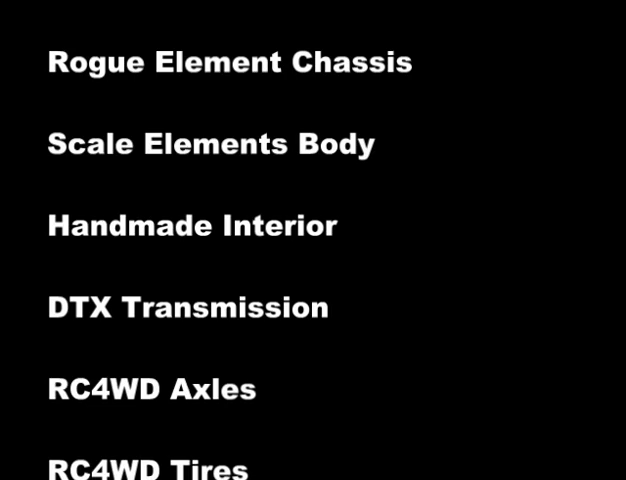 Rogue Element Chassis
Scale Elements Body
Handmade Interior
DTX Transmission
RC4WD Axles
RC4WD Tires